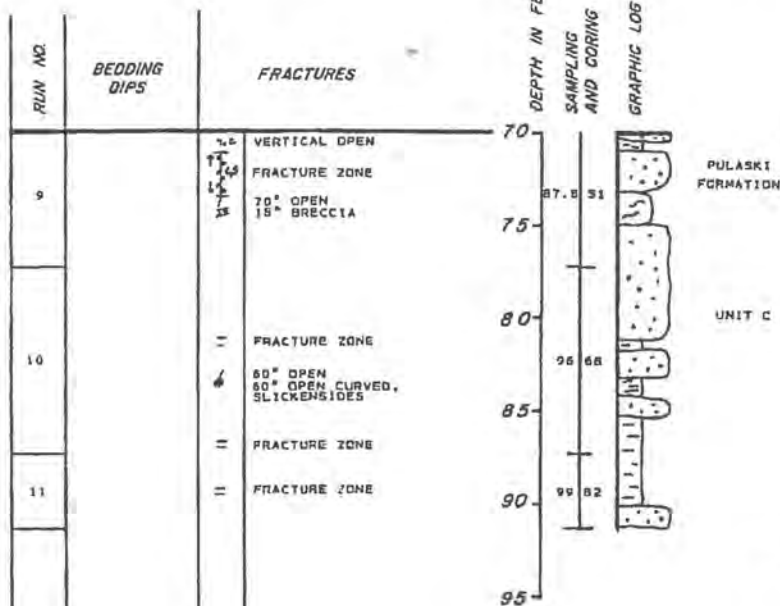 RUN NO.
BEDDING
DIPS
FRACTURES
DEPTH IN
SAMPLING
AND CORING
GRAPHIC LOG
70
VERTICAL OPEN
FRACTURE ZONE
PULASKI
FORMATION
9
87.8 51
70° OPEN
15° BRECCIA
75
80
UNIT C
FRACTURE ZONE
10
96 68
60° OPEN
60° OPEN CURVED,
SLICKENSIDES
85
FRACTURE ZONE
11
FRACTURE ZONE
99 82
90
95